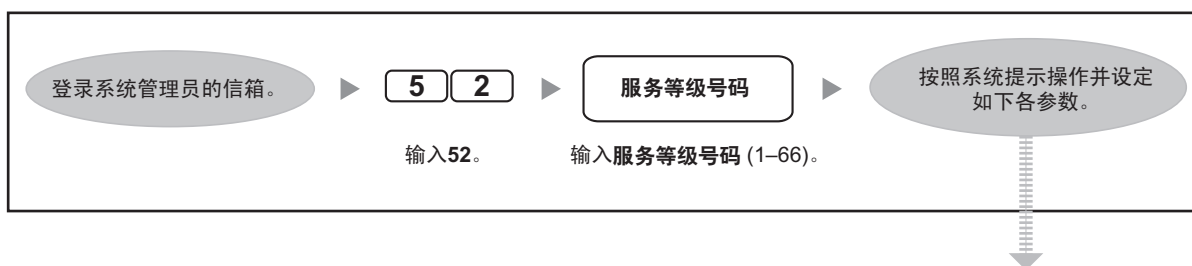 登录系统管理员的信箱。
5 2
服务等级号码
按照系统提示操作并设定
如下各参数。
输入52。
输入服务等级号码 (1–66)。